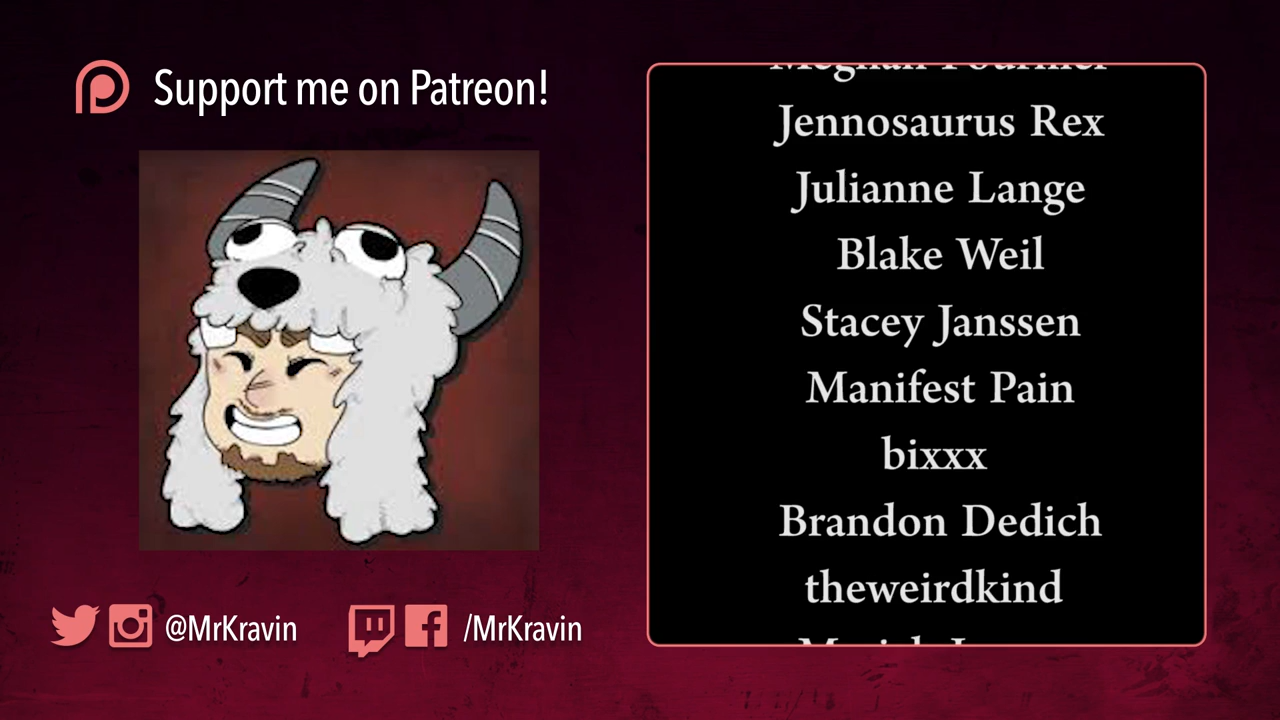 Support me on Patreon!
@MrKravin
/MrKravin
Jennosaurus Rex
Julianne Lange
Blake Weil
Stacey Janssen
Manifest Pain
bixxx
Brandon Dedich
theweirdkind